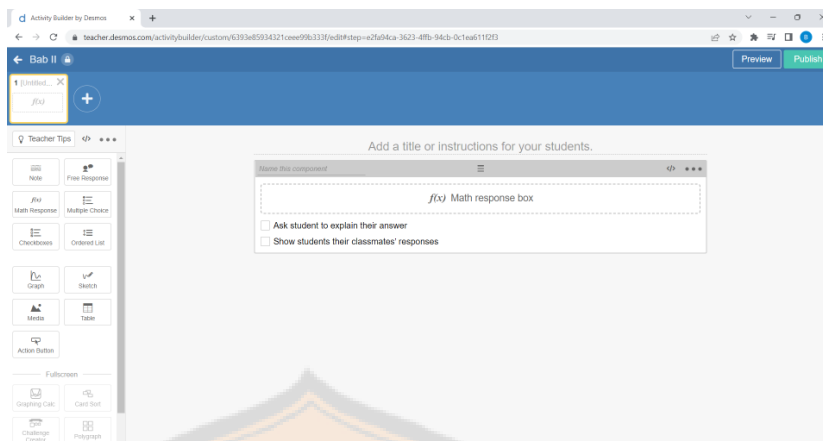 Activity Builder by Desmos
teacher.desmos.com/activitybuilder/custom/6393e85934321ceee99b333f/edit#step=e2fa94ca-3623-4ffb-94cb-0c1ea611f2f3
Bab II
Preview
Publish
1 (Untitled...
f(x)
Teacher Tips
Add a title or instructions for your students.
Name this component
Note
Free Response
f(x) Math response box
f(x)
Math Response
Multiple Choice
Ask student to explain their answer
Show students their classmates' responses
Checkboxes
Ordered List
Graph
Sketch
Media
Table
Action Button
Fullscreen
Graphing Calc
Card Sort
Challenge Creator
Polygraph